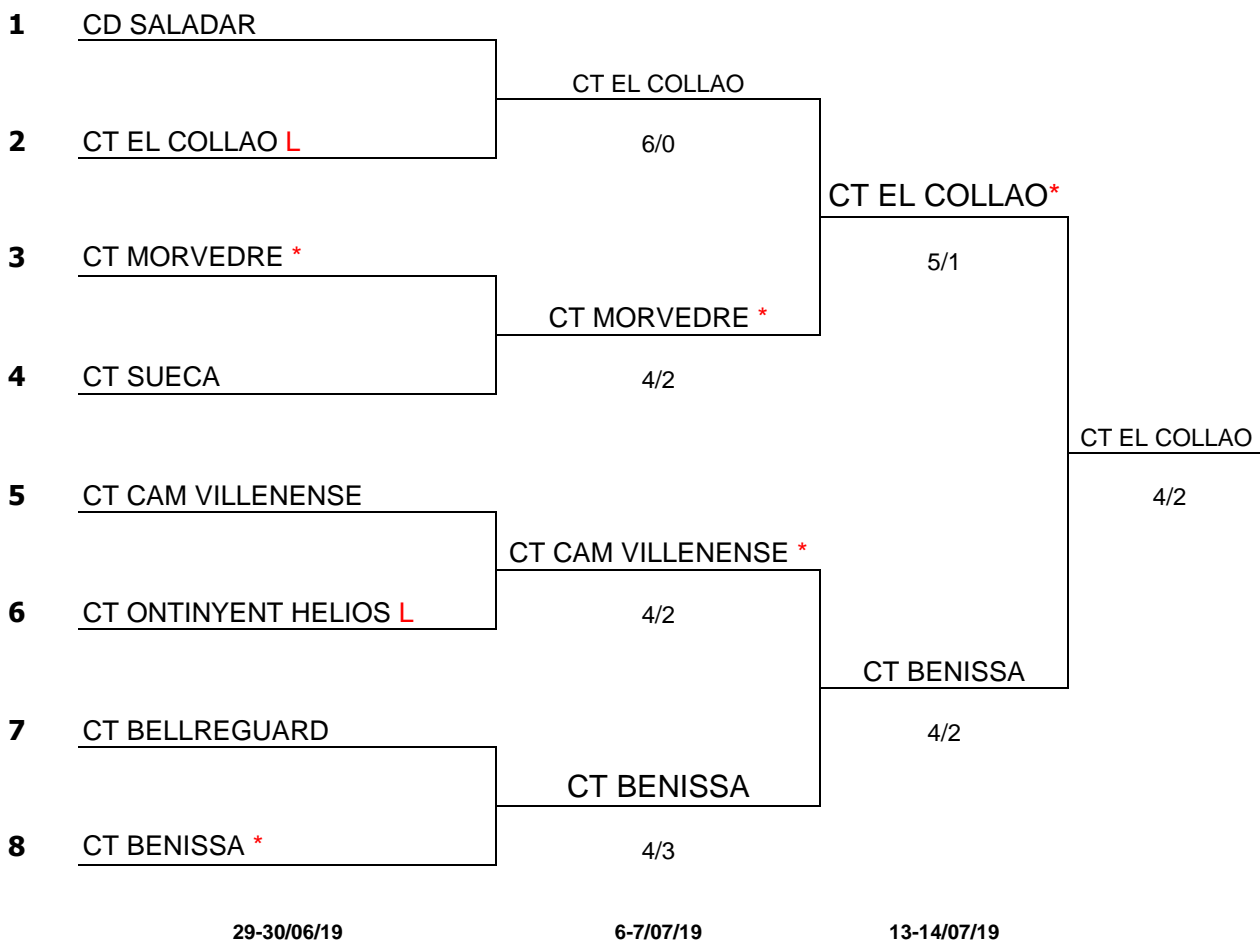 1 CD SALADAR
CT EL COLLAO
2 CT EL COLLAO L
6/0
CT EL COLLAO*
3 CT MORVEDRE *
5/1
CT MORVEDRE *
4 CT SUECA
4/2
CT EL COLLAO
5 CT CAM VILLENENSE
4/2
CT CAM VILLENENSE *
6 CT ONTINYENT HELIOS L
4/2
CT BENISSA
7 CT BELLREGUARD
4/2
CT BENISSA
8 CT BENISSA *
4/3
29-30/06/19 6-7/07/19 13-14/07/19